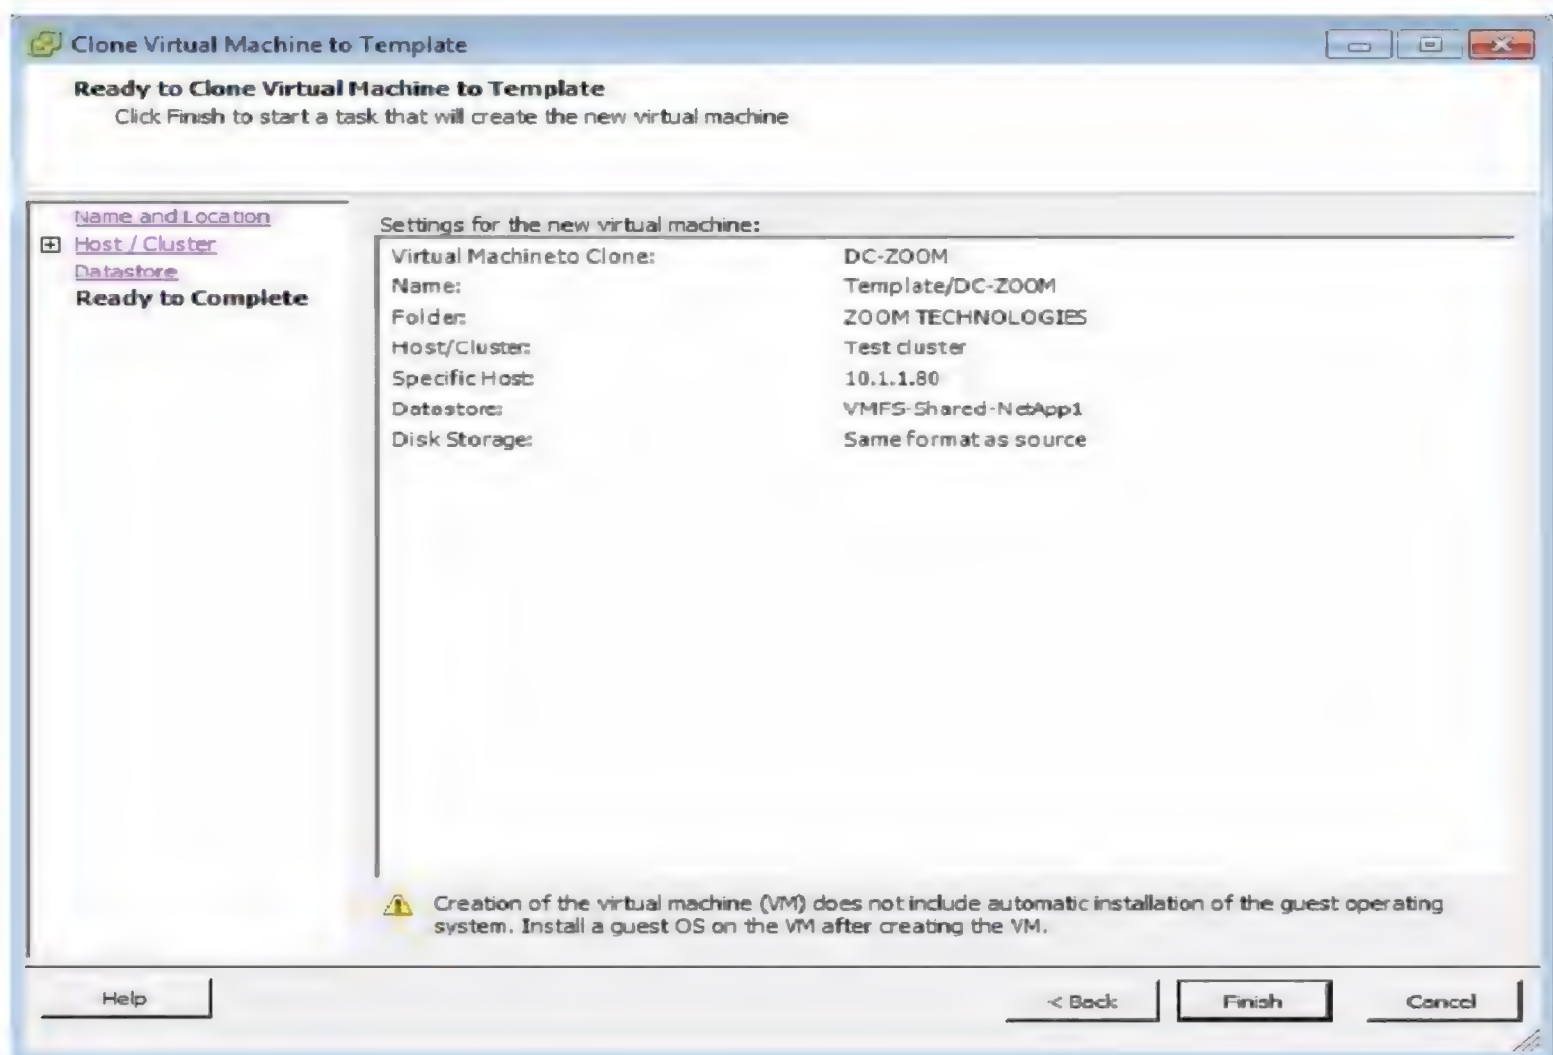 Clone Virtual Machine to Template
Ready to Clone Virtual Machine to Template
Click Finish to start a task that will create the new virtual machine
Name and Location
Host / Cluster
Datastore
Ready to Complete
Settings for the new virtual machine:
Virtual Machineto Clone: DC-ZOOM
Name: Template/DC-ZOOM
Folder: ZOOM TECHNOLOGIES
Host/Cluster: Test cluster
Specific Host: 10.1.1.80
Datastore: VMFS-Shared-NetApp1
Disk Storage: Same format as source
Creation of the virtual machine (VM) does not include automatic installation of the guest operating
system. Install a guest OS on the VM after creating the VM.
Help
< Back
Finish
Cancel